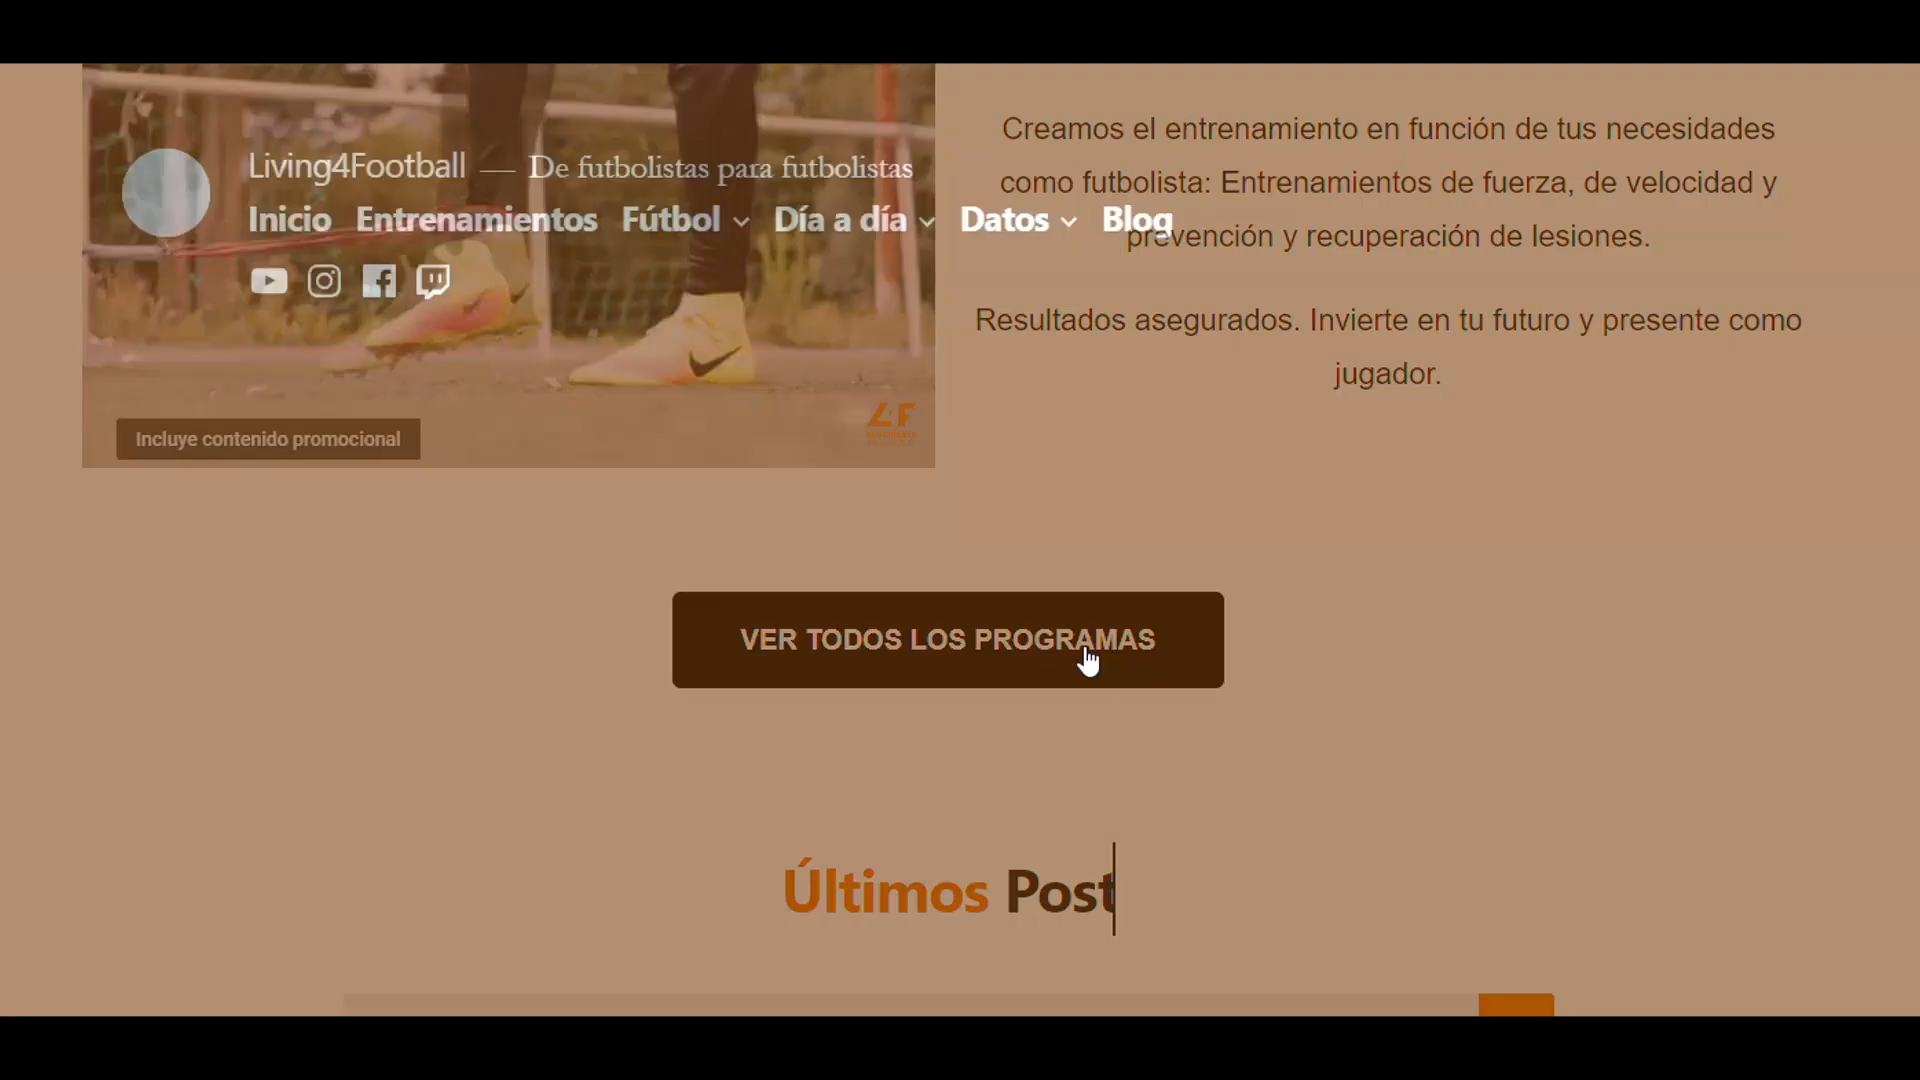 Living4Football — De futbolistas para futbolistas
Inicio Entrenamientos Fútbol Día a día Datos Blog
Incluye contenido promocional
4F
Creamos el entrenamiento en función de tus necesidades
como futbolista: Entrenamientos de fuerza, de velocidad y
prevención y recuperación de lesiones.
Resultados asegurados. Invierte en tu futuro y presente como
jugador.
VER TODOS LOS PROGRAMAS
Últimos Post